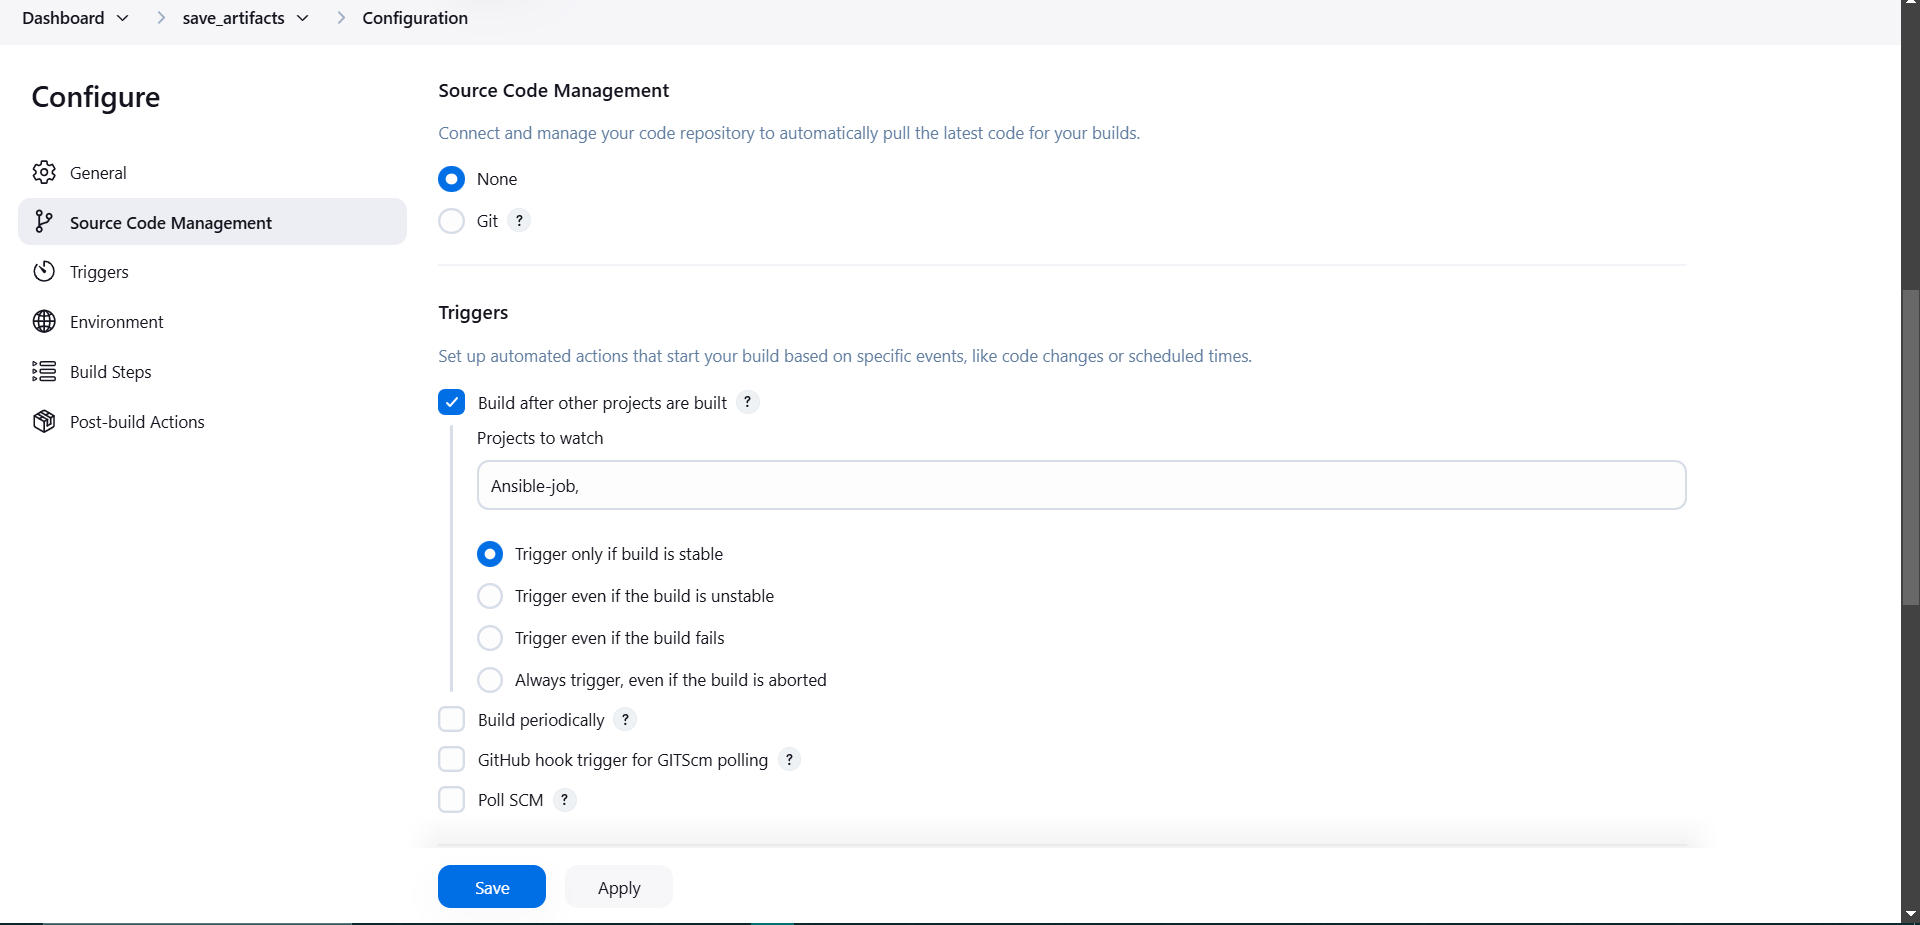 Dashboard
save_artifacts
Configuration
Configure
General
Source Code Management
Triggers
Environment
Build Steps
Post-build Actions
Source Code Management
Connect and manage your code repository to automatically pull the latest code for your builds.
None
Git ?
Triggers
Set up automated actions that start your build based on specific events, like code changes or scheduled times.
Build after other projects are built ?
Projects to watch
Ansible-job,
Trigger only if build is stable
Trigger even if the build is unstable
Trigger even if the build fails
Always trigger, even if the build is aborted
Build periodically ?
GitHub hook trigger for GITScm polling ?
Poll SCM ?
Save
Apply